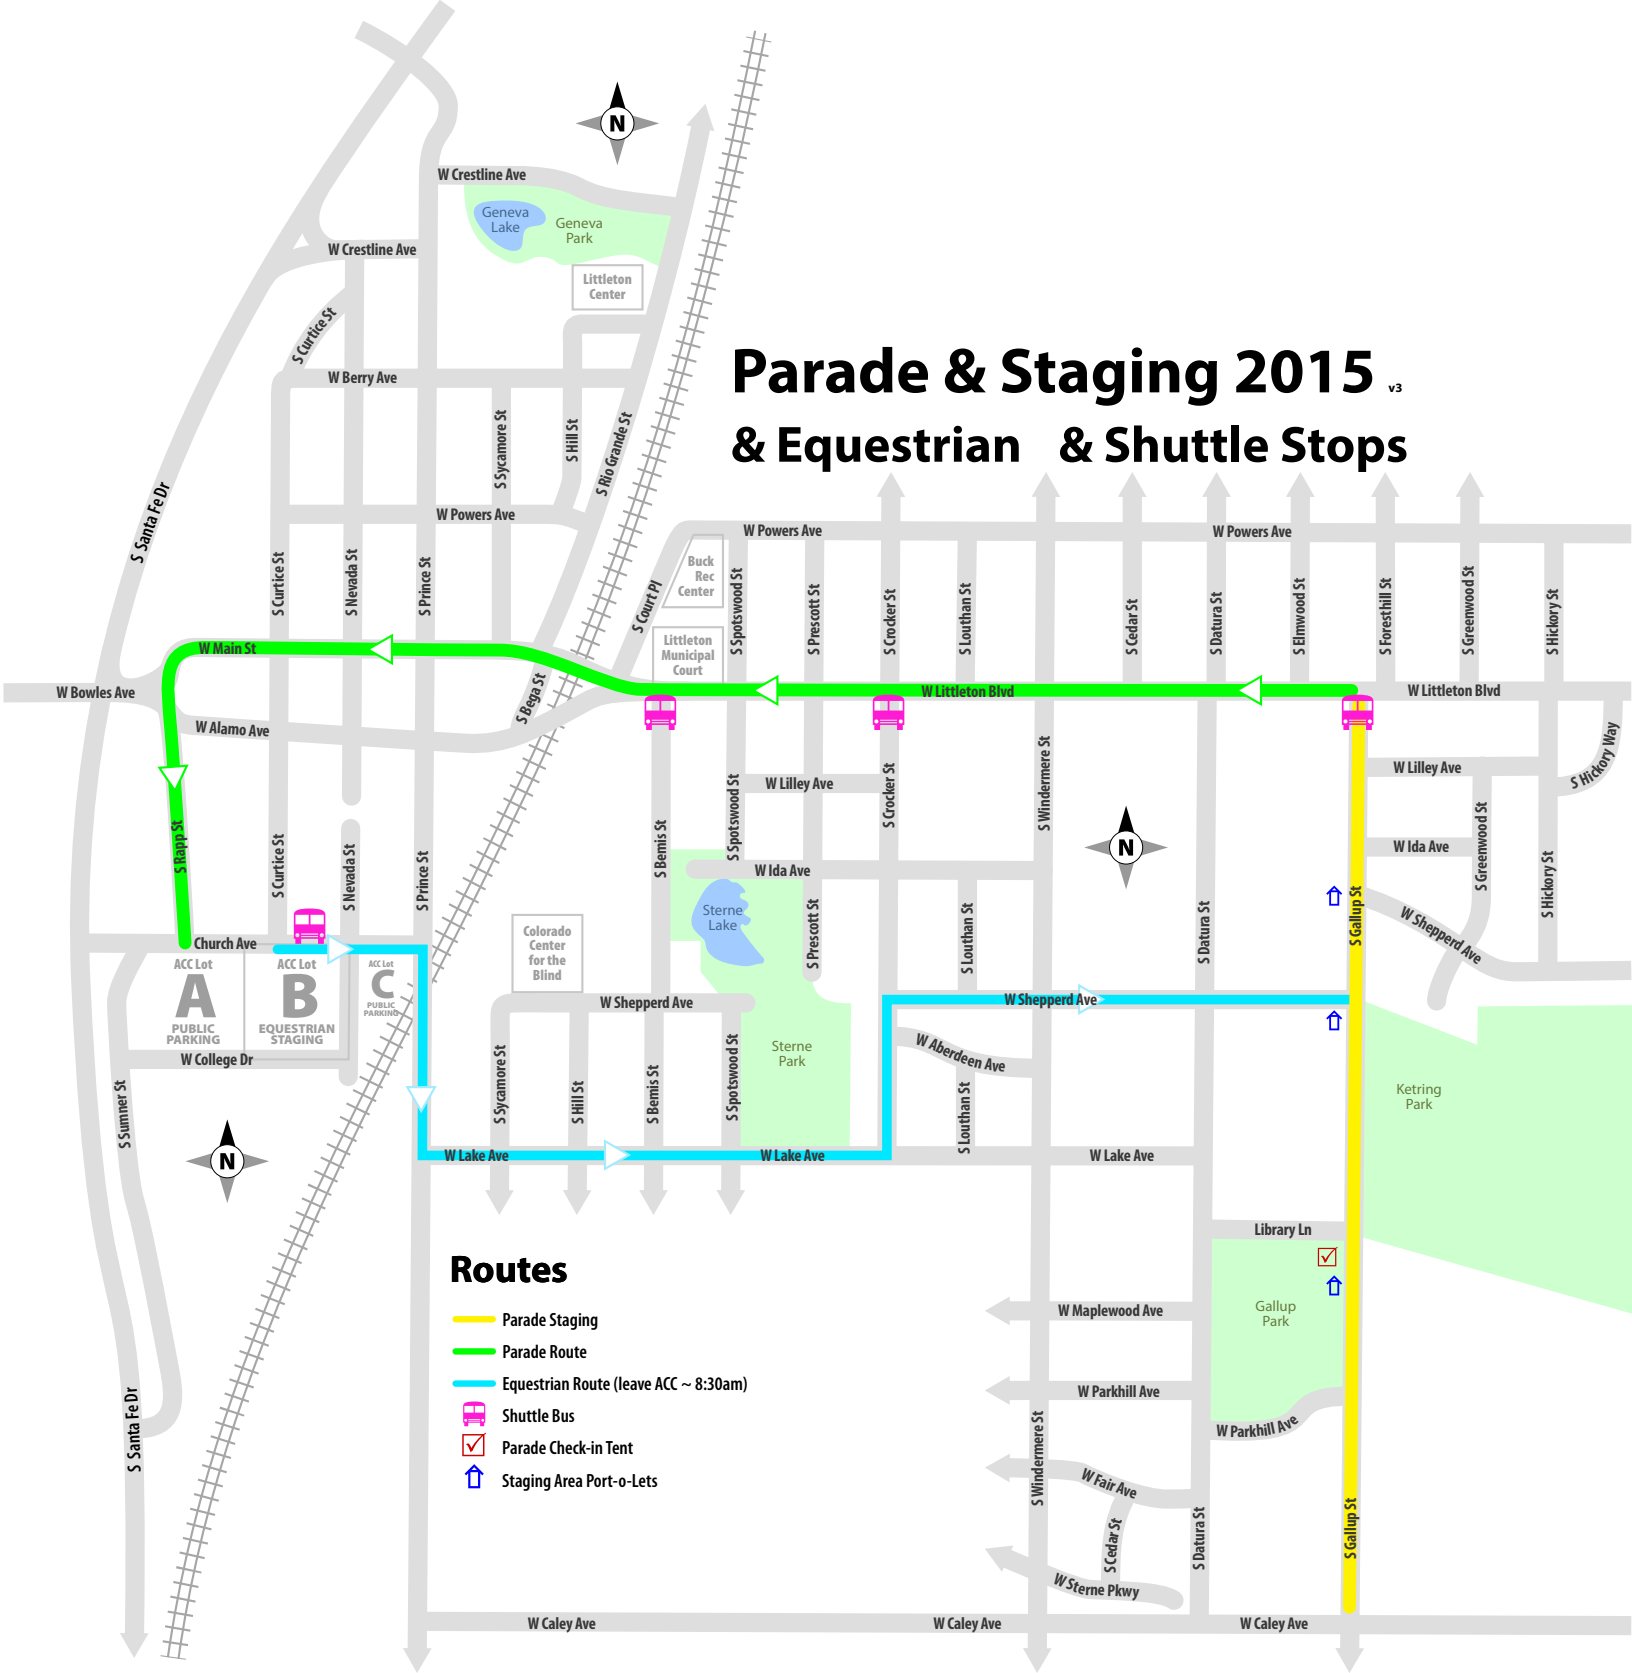 N
W Crestline Ave
Geneva
Lake
Geneva
Park
W Crestline Ave
Littleton
Center
S Curtice St
W Berry Ave
Parade & Staging 2015 v3
& Equestrian & Shuttle Stops
S Sycamore St
S Hill St
S Rio Grande St
S Santa Fe Dr
W Powers Ave
W Powers Ave
W Powers Ave
S Curtice St
S Nevada St
S Prince St
S Court Pl
Buck
Rec
Center
S Spotswood St
S Prescott St
S Crocker St
S Louthan St
S Cedar St
S Datura St
S Elmwood St
S Foresthill St
S Greenwood St
S Hickory St
Littleton
Municipal
Court
W Main St
W Bowles Ave
W Littleton Blvd
W Littleton Blvd
S Bega St
W Alamo Ave
S Hickory Way
W Lilley Ave
W Lilley Ave
S Spotswood St
S Crocker St
S Windermere St
S Rapp St
S Curtice St
S Nevada St
S Prince St
S Bemis St
N
W Ida Ave
W Ida Ave
S Greenwood St
S Hickory St
Sterne
Lake
S Prescott St
S Louthan St
S Datura St
S Gallup St
W Shepperd Ave
Church Ave
Colorado
Center
for the
Blind
ACC Lot
A
PUBLIC
PARKING
ACC Lot
B
EQUESTRIAN
STAGING
ACC Lot
C
PUBLIC
PARKING
W Shepperd Ave
W Shepperd Ave
W College Dr
Sterne
Park
W Aberdeen Ave
Ketring
Park
S Sumner St
S Sycamore St
S Hill St
S Bemis St
S Spotswood St
S Louthan St
N
W Lake Ave
W Lake Ave
W Lake Ave
Library Ln
Routes
Parade Staging
Parade Route
Equestrian Route (leave ACC ~ 8:30am)
Shuttle Bus
Parade Check-in Tent
Staging Area Port-o-Lets
W Maplewood Ave
Gallup
Park
W Parkhill Ave
W Parkhill Ave
S Santa Fe Dr
S Windermere St
W Fair Ave
S Cedar St
S Datura St
S Gallup St
W Sterne Pkwy
W Caley Ave
W Caley Ave
W Caley Ave